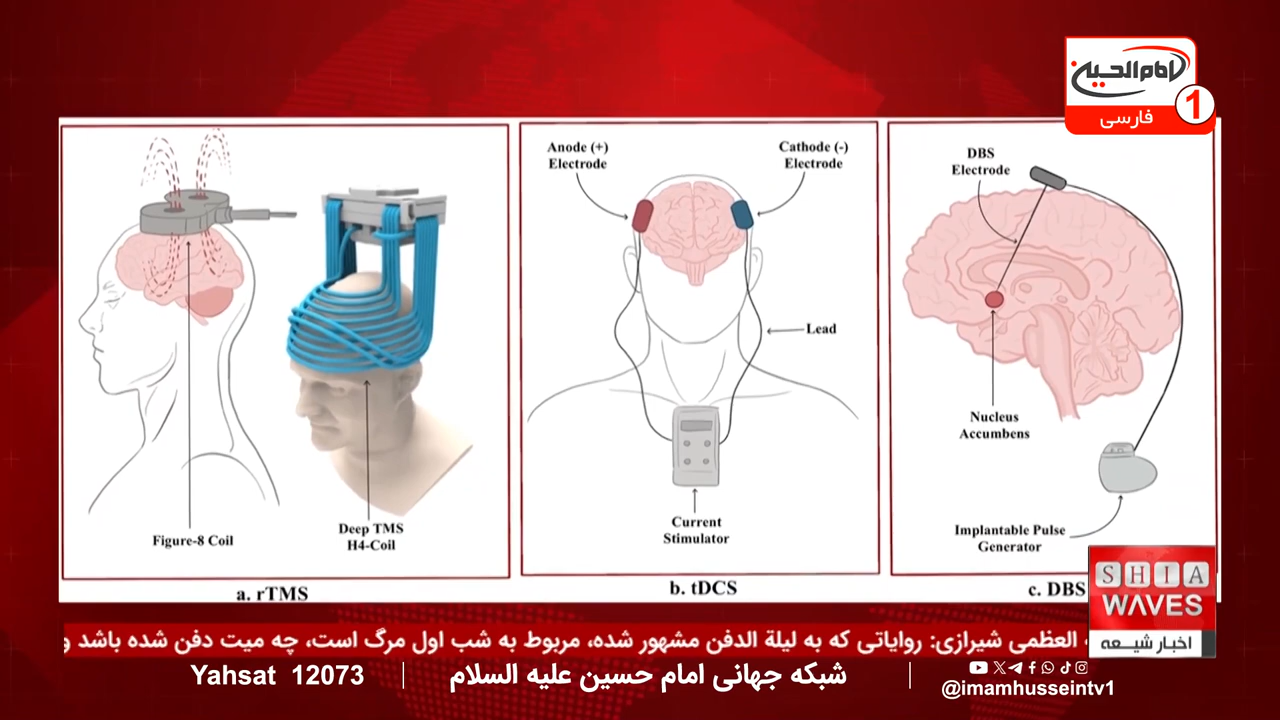 امام الحسین
1
فارسی
Anode (+)
Electrode
Cathode (-)
Electrode
DBS
Electrode
Lead
Nucleus
Accumbens
Figure-8 Coil
Deep TMS
H4-Coil
Current
Stimulator
Implantable Pulse
Generator
a. rTMS
b. tDCS
c. DBS
SHIA
WAVES
اخبار شیعه
العظمی شیرازی: روایاتی که به لیلة الدفن مشهور شده، مربوط به شب اول مرگ است، چه میت دفن شده باشد و
Yahsat 12073
شبکه جهانی امام حسین علیه السلام
@imamhusseintv1